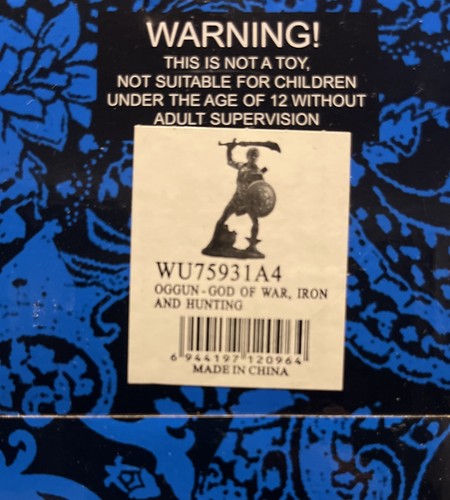 WARNING!
THIS IS NOT A TOY,
NOT SUITABLE FOR CHILDREN
UNDER THE AGE OF 12 WITHOUT
ADULT SUPERVISION
WU75931A4
OGGUN-GOD OF WAR, IRON
AND HUNTING
6 944197 120964
MADE IN CHINA